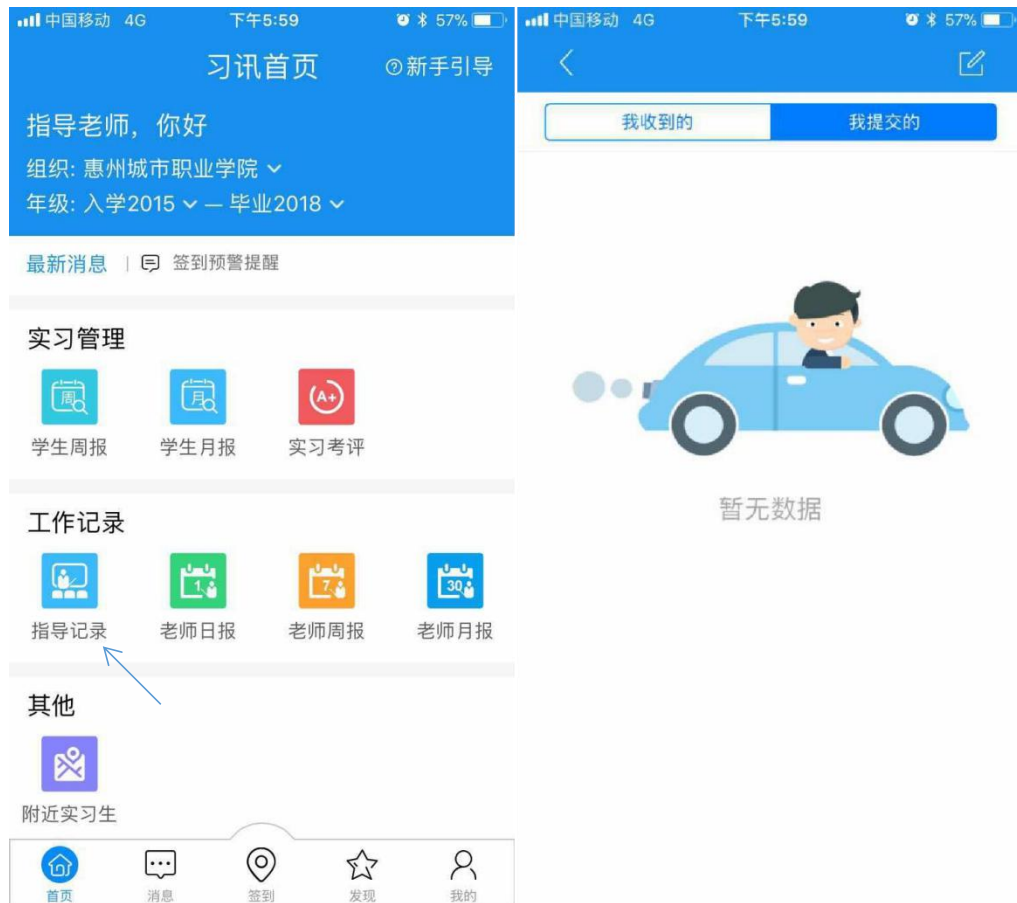 中国移动 4G 下午5:59 57%
习讯首页 新手引导
指导老师，你好
组织: 惠州城市职业学院
年级: 入学2015 — 毕业2018
最新消息 | 签到预警提醒
实习管理
周 月 A+
学生周报 学生月报 实习考评
工作记录
1 7 30
指导记录 老师日报 老师周报 老师月报
其他
附近实习生
首页 消息 签到 发现 我的
中国移动 4G 下午5:59 57%
我收到的 我提交的
暂无数据